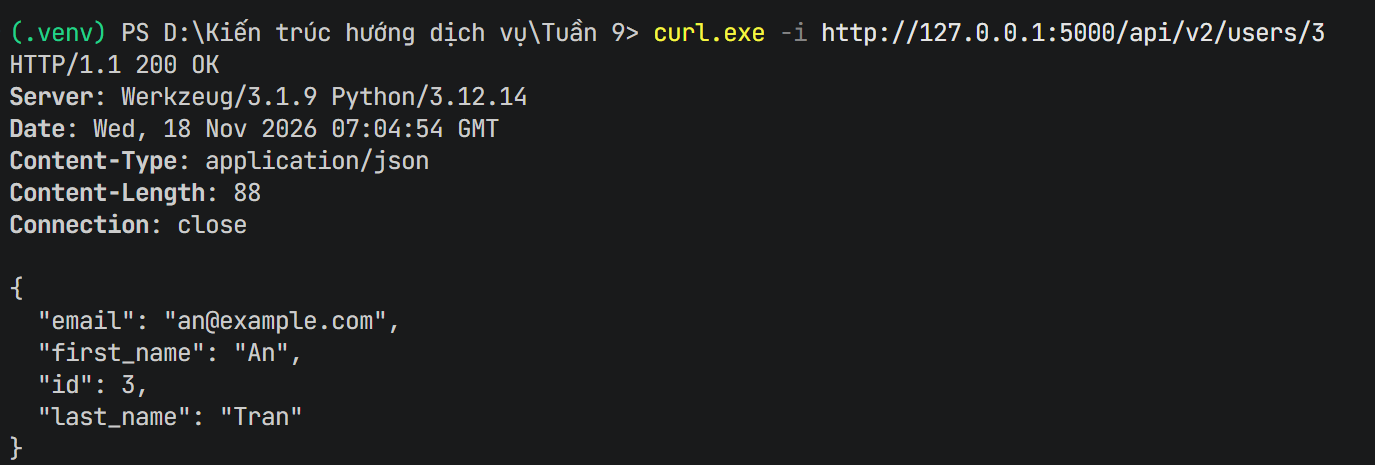 (.venv) PS D:\Kiến trúc hướng dịch vụ\Tuần 9> curl.exe -i http://127.0.0.1:5000/api/v2/users/3
HTTP/1.1 200 OK
Server: Werkzeug/3.1.9 Python/3.12.14
Date: Wed, 18 Nov 2026 07:04:54 GMT
Content-Type: application/json
Content-Length: 88
Connection: close

{
  "email": "an@example.com",
  "first_name": "An",
  "id": 3,
  "last_name": "Tran"
}